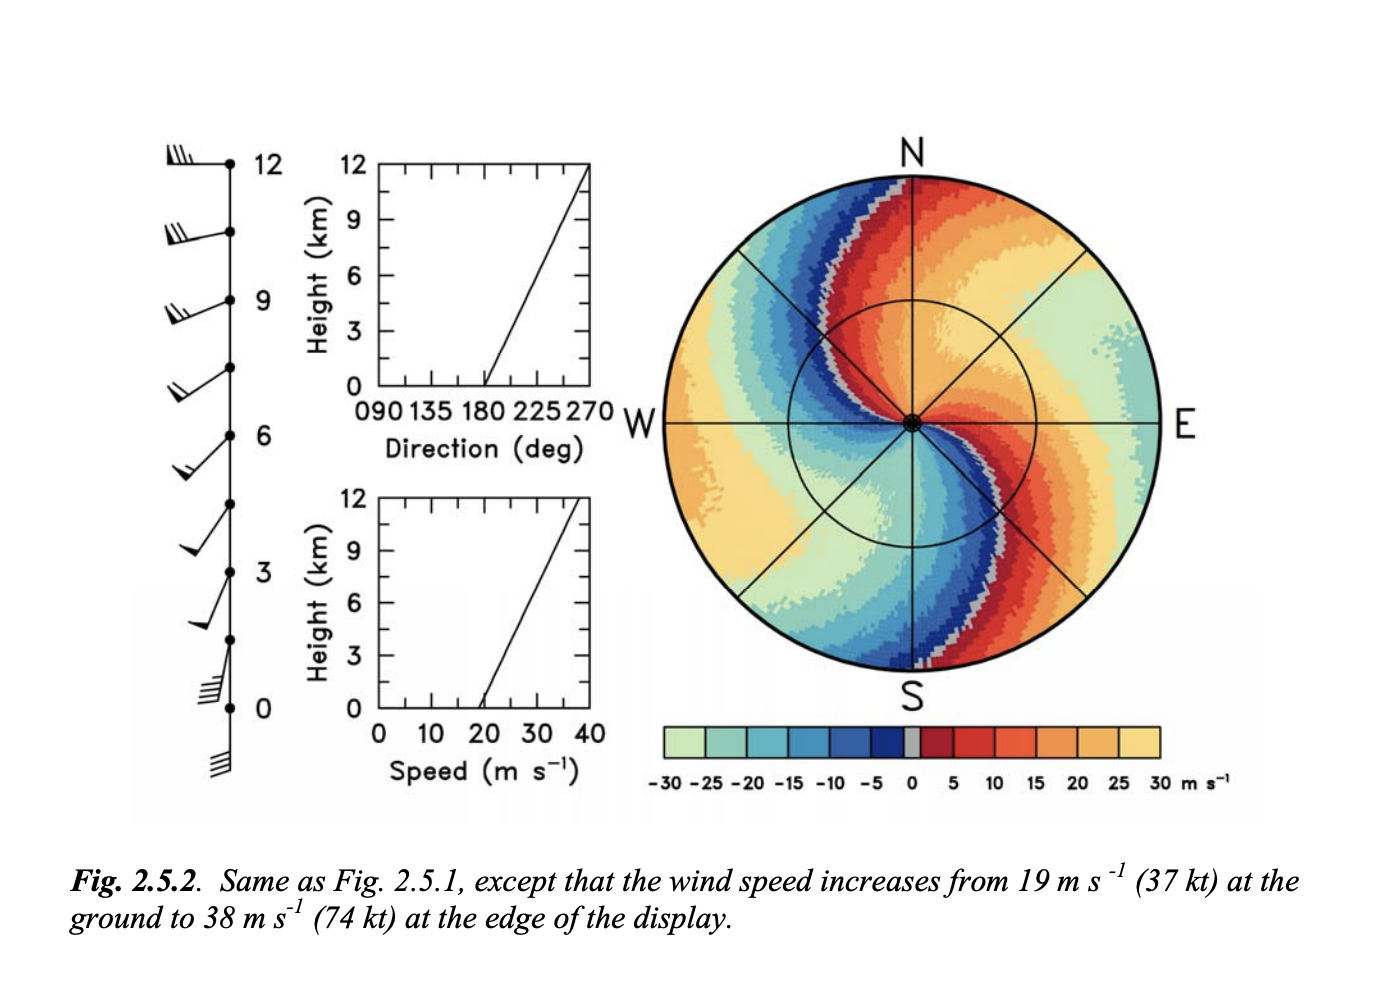 N
12
9
6
3
0
12
9
6
3
0
Height (km)
090 135 180 225 270
Direction (deg)
12
9
6
3
0
Height (km)
0 10 20 30 40
Speed (m s⁻¹)
W
E
S
-30 -25 -20 -15 -10 -5 0 5 10 15 20 25 30 m s⁻¹
Fig. 2.5.2. Same as Fig. 2.5.1, except that the wind speed increases from 19 m s ⁻¹ (37 kt) at the
ground to 38 m s⁻¹ (74 kt) at the edge of the display.